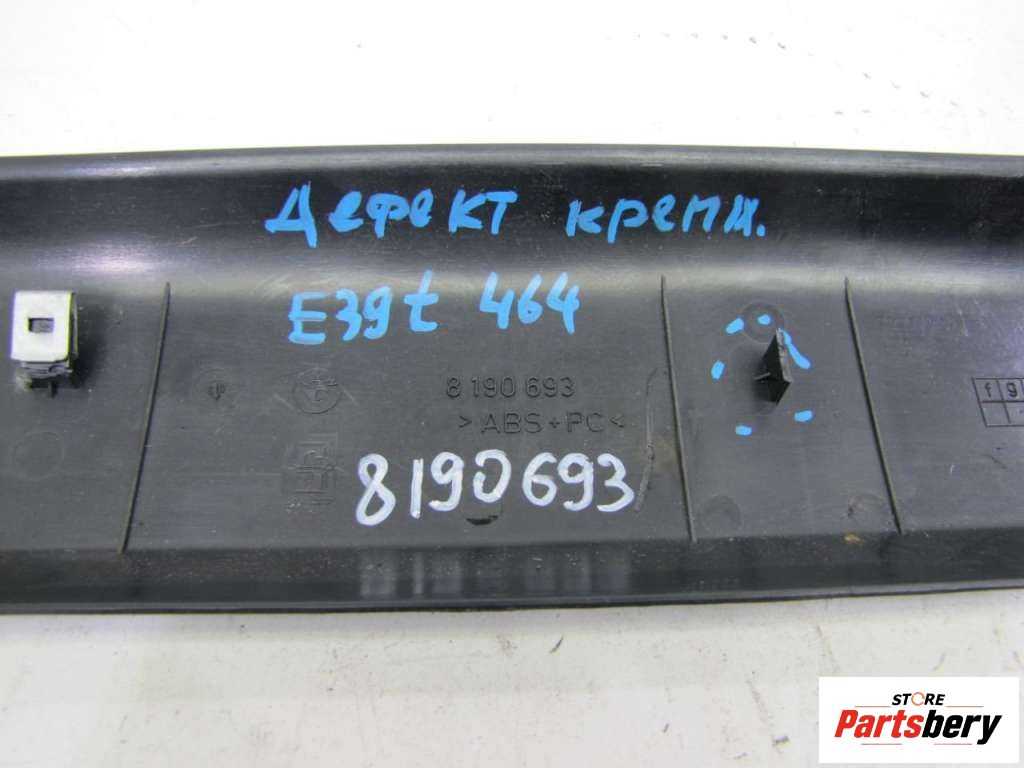 Дефект крепл.
E39t 464
8 190 693
>ABS+PC<
8190693
f g
STORE
Partsbery